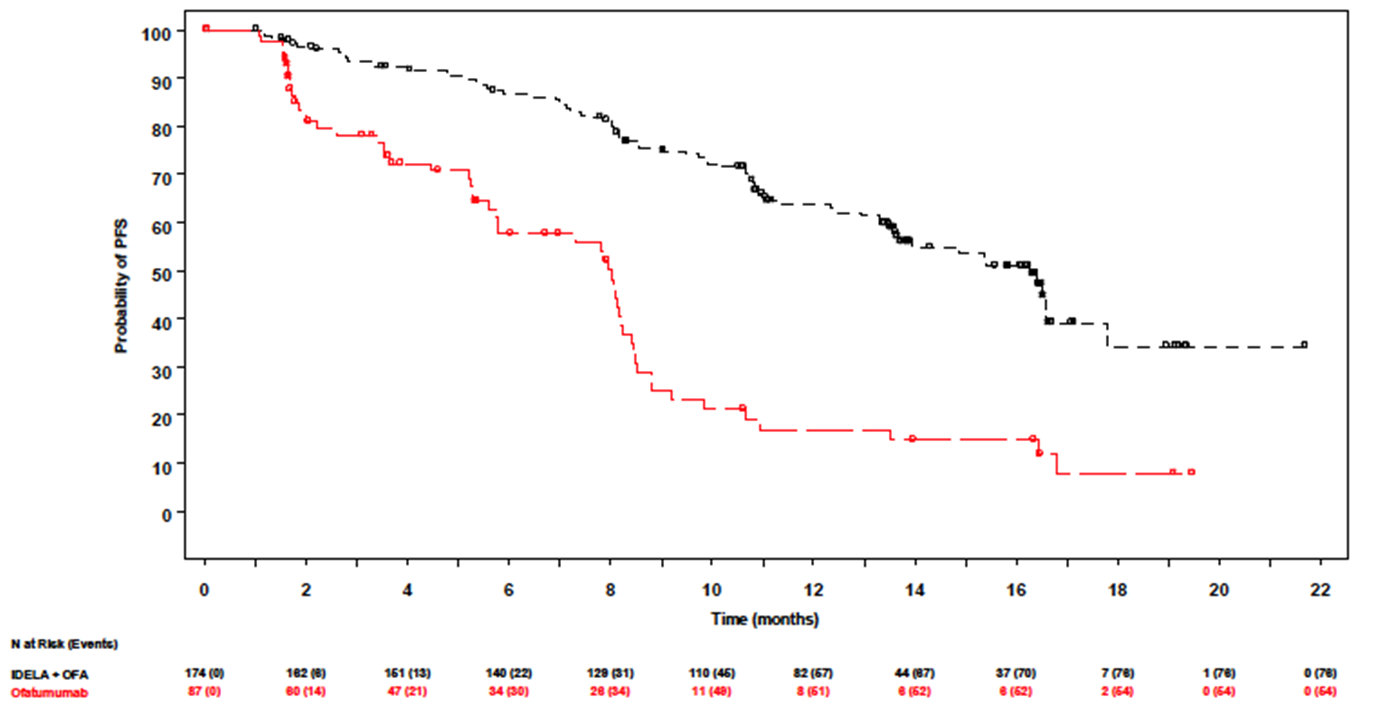 100
90
80
70
60
50
40
30
20
10
0
Probability of PFS
0 2 4 6 8 10 12 14 16 18 20 22
Time (months)
N at Risk (Events)
IDELA + OFA 174 (0) 162 (6) 151 (13) 140 (22) 129 (31) 110 (45) 82 (57) 44 (67) 37 (70) 7 (76) 1 (76) 0 (76)
Ofatumumab 87 (0) 60 (14) 47 (21) 34 (30) 26 (34) 11 (49) 8 (51) 6 (52) 6 (52) 2 (54) 0 (54) 0 (54)